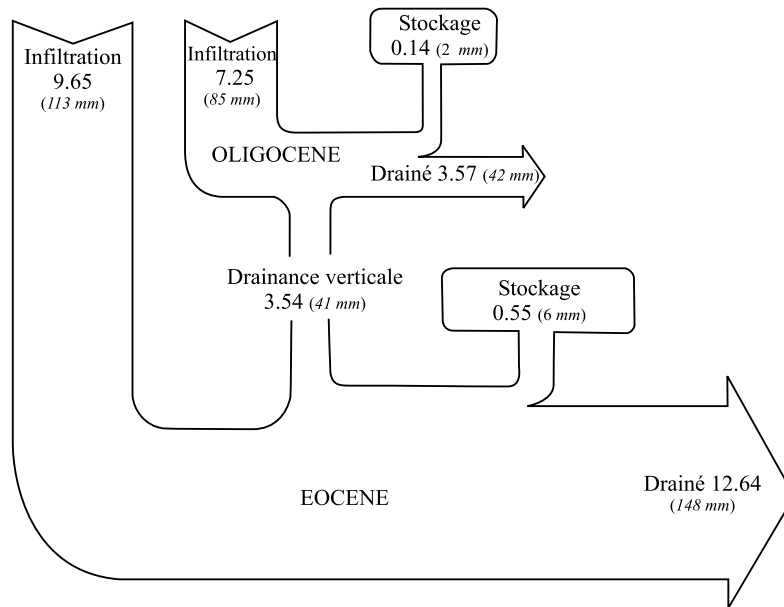 Infiltration
9.65
(113 mm)
Infiltration
7.25
(85 mm)
Stockage
0.14 (2 mm)
OLIGOCENE
Drainé 3.57 (42 mm)
Drainance verticale
3.54 (41 mm)
Stockage
0.55 (6 mm)
EOCENE
Drainé 12.64
(148 mm)